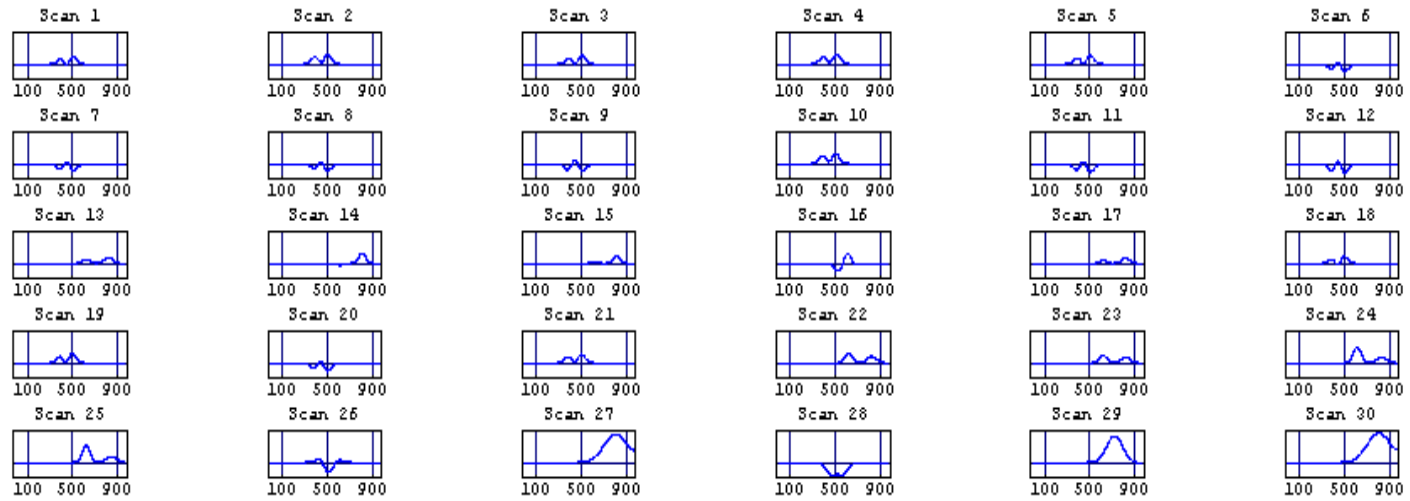 Scan 1 Scan 2 Scan 3 Scan 4 Scan 5 Scan 6
100 500 900 100 500 900 100 500 900 100 500 900 100 500 900 100 500 900
Scan 7 Scan 8 Scan 9 Scan 10 Scan 11 Scan 12
100 500 900 100 500 900 100 500 900 100 500 900 100 500 900 100 500 900
Scan 13 Scan 14 Scan 15 Scan 16 Scan 17 Scan 18
100 500 900 100 500 900 100 500 900 100 500 900 100 500 900 100 500 900
Scan 19 Scan 20 Scan 21 Scan 22 Scan 23 Scan 24
100 500 900 100 500 900 100 500 900 100 500 900 100 500 900 100 500 900
Scan 25 Scan 26 Scan 27 Scan 28 Scan 29 Scan 30
100 500 900 100 500 900 100 500 900 100 500 900 100 500 900 100 500 900